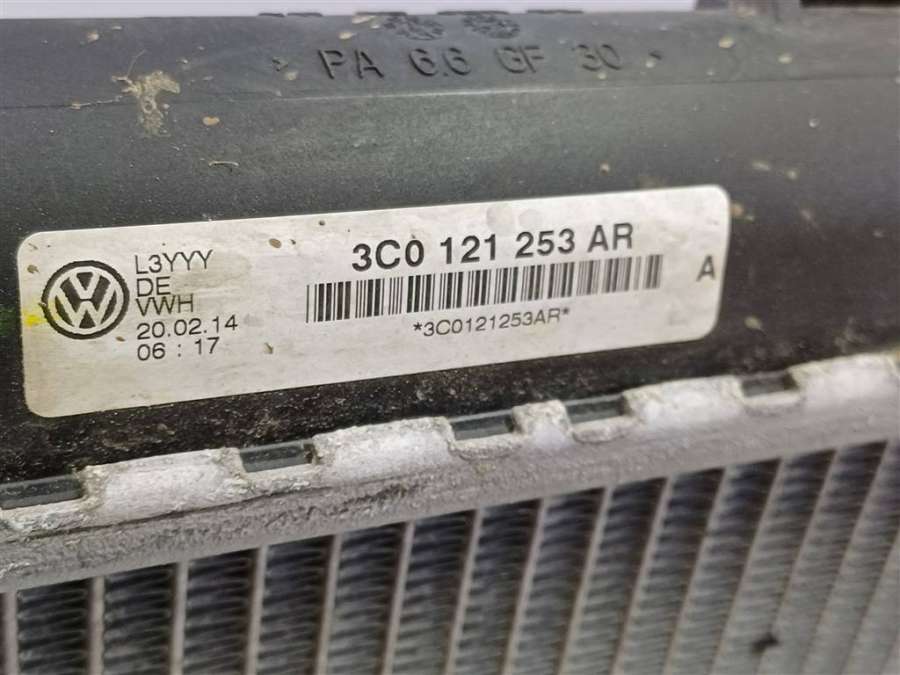 PA 6.6 GF 30
L3YYY
DE
VWH
20.02.14
06 : 17
3C0 121 253 AR
*3C0121253AR*
A